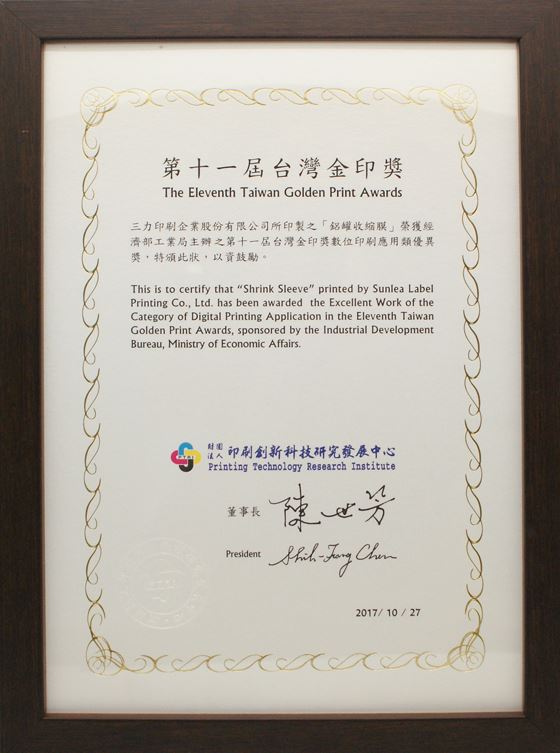 第十一屆台灣金印獎
The Eleventh Taiwan Golden Print Awards
三力印刷企業股份有限公司所印製之「鋁罐收縮膜」榮獲經
濟部工業局主辦之第十一屆台灣金印獎數位印刷應用類優異
獎，特頒此狀，以資鼓勵。
This is to certify that “Shrink Sleeve” printed by Sunlea Label
Printing Co., Ltd. has been awarded the Excellent Work of the
Category of Digital Printing Application in the Eleventh Taiwan
Golden Print Awards, sponsored by the Industrial Development
Bureau, Ministry of Economic Affairs.
PTRI
財團法人 印刷創新科技研究發展中心
Printing Technology Research Institute
董事長 陳世芳
President Shih-Fang Chen
2017/ 10 / 27